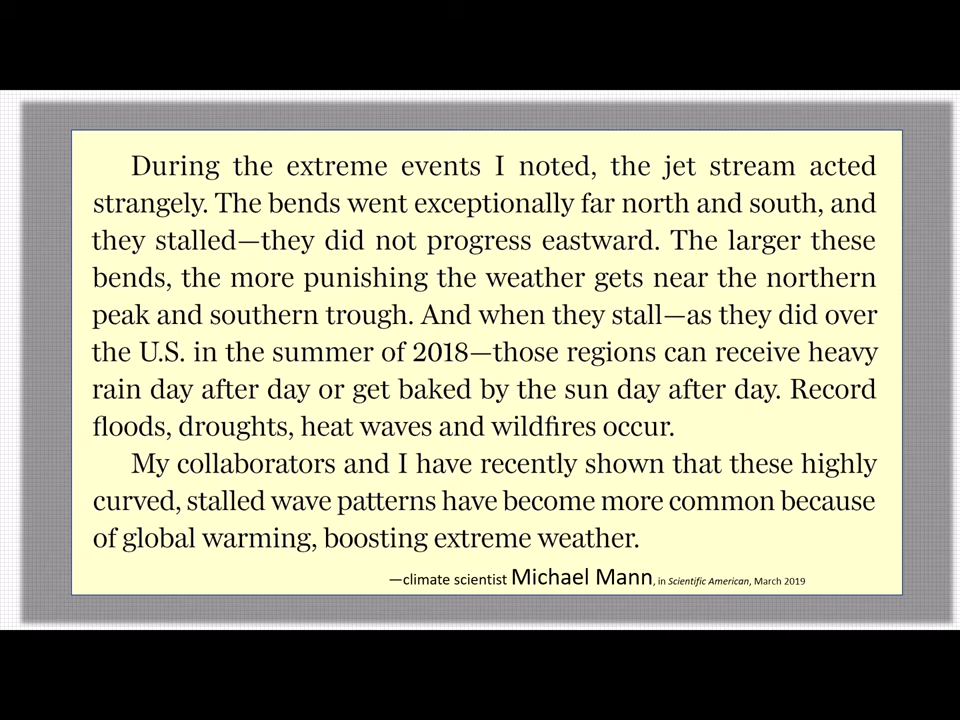 During the extreme events I noted, the jet stream acted
strangely. The bends went exceptionally far north and south, and
they stalled—they did not progress eastward. The larger these
bends, the more punishing the weather gets near the northern
peak and southern trough. And when they stall—as they did over
the U.S. in the summer of 2018—those regions can receive heavy
rain day after day or get baked by the sun day after day. Record
floods, droughts, heat waves and wildfires occur.
My collaborators and I have recently shown that these highly
curved, stalled wave patterns have become more common because
of global warming, boosting extreme weather.
—climate scientist Michael Mann, in Scientific American, March 2019